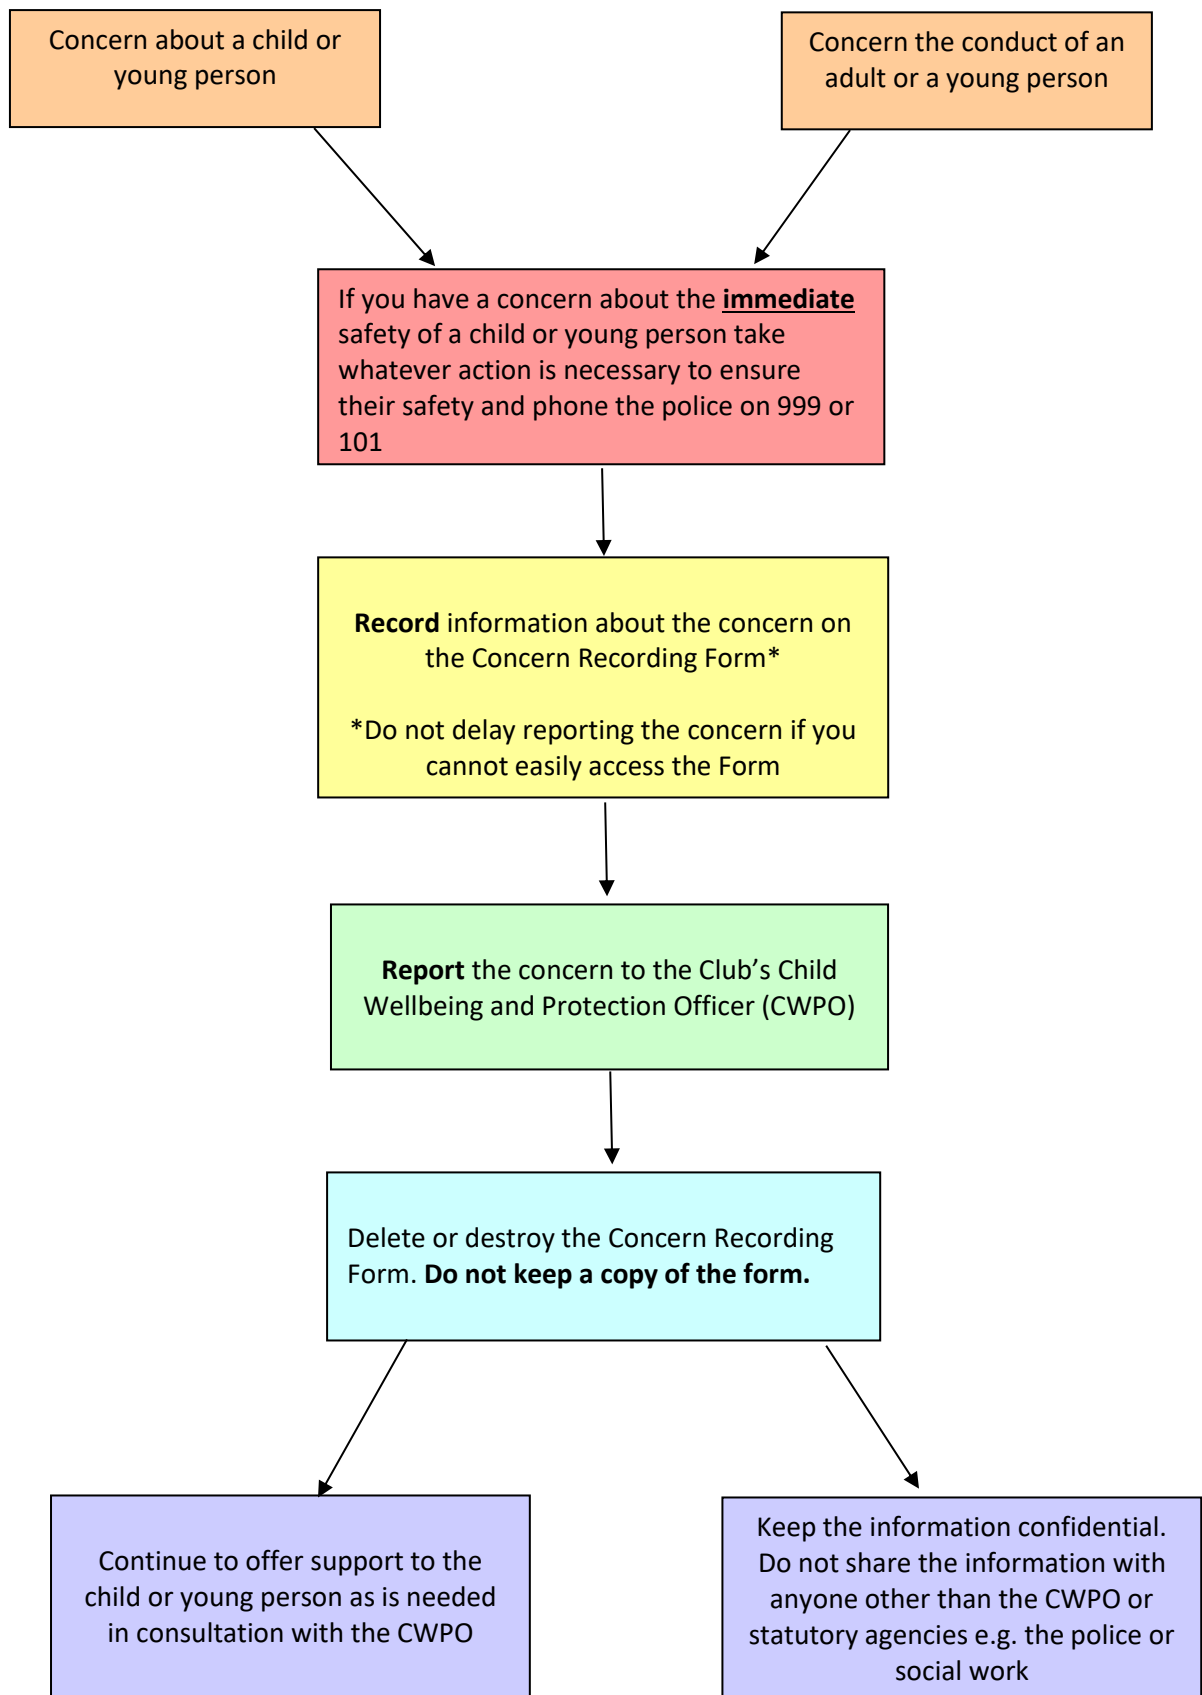 Concern about a child or
young person
Concern the conduct of an
adult or a young person
If you have a concern about the immediate
safety of a child or young person take
whatever action is necessary to ensure
their safety and phone the police on 999 or
101
Record information about the concern on
the Concern Recording Form*
*Do not delay reporting the concern if you
cannot easily access the Form
Report the concern to the Club’s Child
Wellbeing and Protection Officer (CWPO)
Delete or destroy the Concern Recording
Form. Do not keep a copy of the form.
Continue to offer support to the
child or young person as is needed
in consultation with the CWPO
Keep the information confidential.
Do not share the information with
anyone other than the CWPO or
statutory agencies e.g. the police or
social work